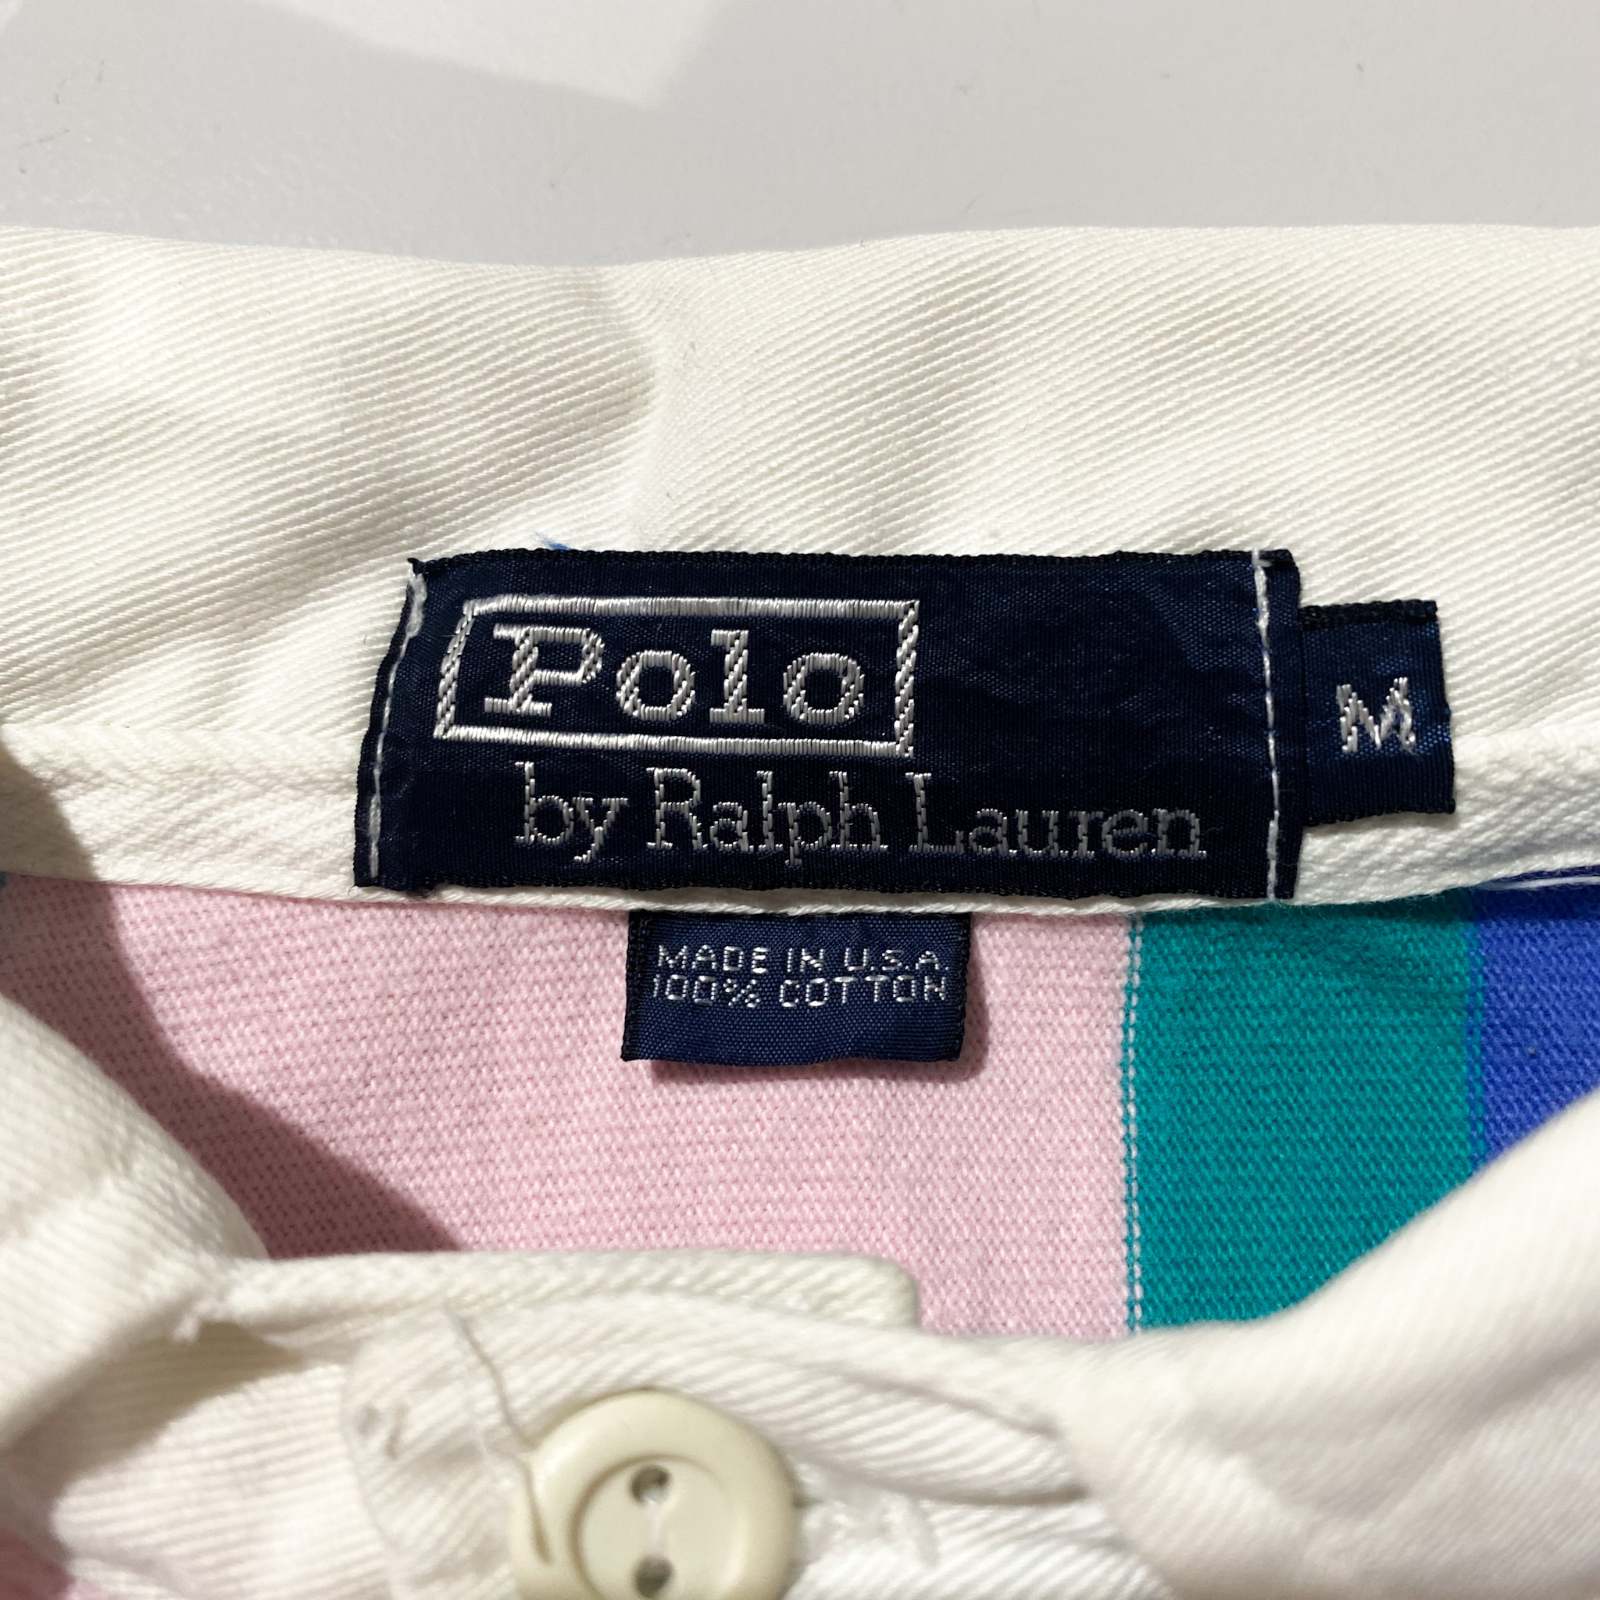 Polo
by Ralph Lauren
M
MADE IN U.S.A.
100% COTTON